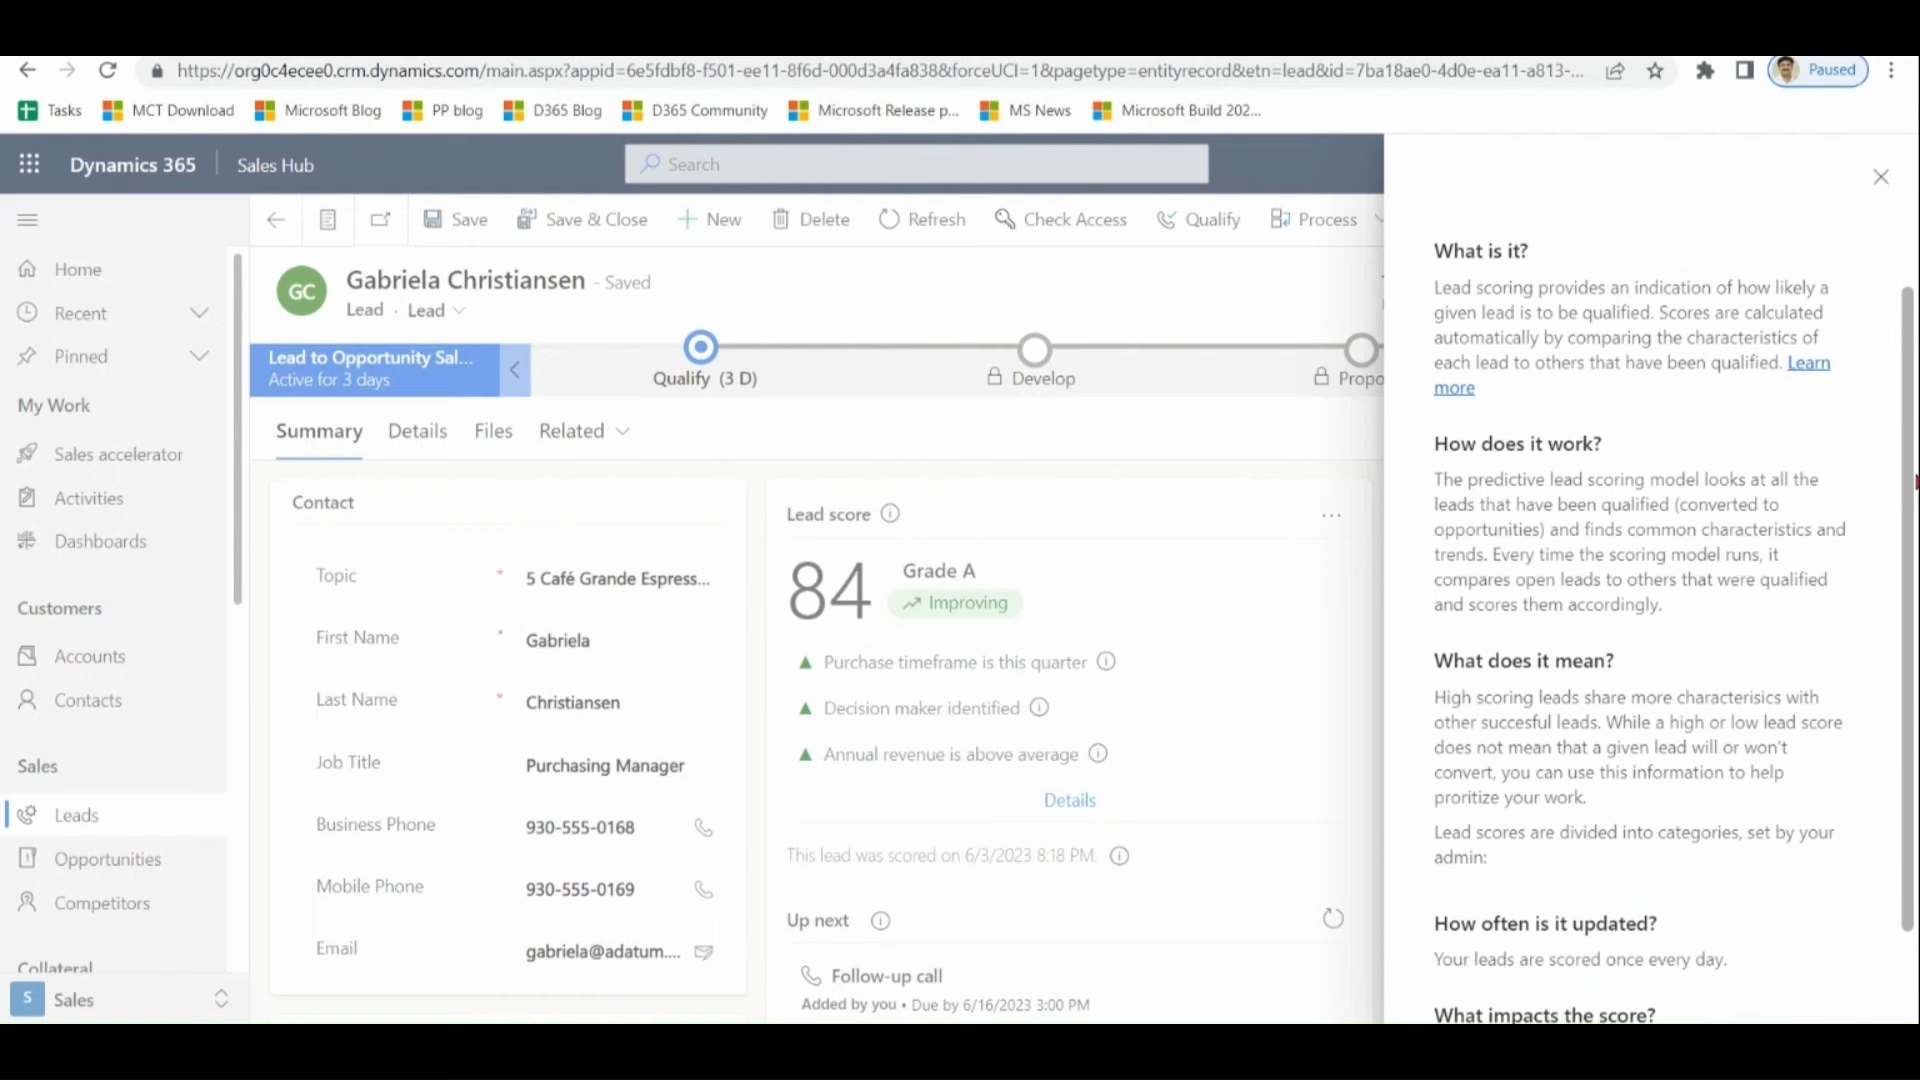 https://org0c4ecee0.crm.dynamics.com/main.aspx?appid=6e5fdbf8-f501-ee11-8f6d-000d3a4fa838&forceUCI=1&pagetype=entityrecord&etn=lead&id=7ba18ae0-4d0e-ea11-a813-...
Paused
Tasks
MCT Download
Microsoft Blog
PP blog
D365 Blog
D365 Community
Microsoft Release p...
MS News
Microsoft Build 202...
Dynamics 365
Sales Hub
Search
Save
Save & Close
New
Delete
Refresh
Check Access
Qualify
Process
Home
Recent
Pinned
My Work
Sales accelerator
Activities
Dashboards
Customers
Accounts
Contacts
Sales
Leads
Opportunities
Competitors
Collateral
S
Sales
GC
Gabriela Christiansen - Saved
Lead · Lead
Lead to Opportunity Sal...
Active for 3 days
Qualify (3 D)
Develop
Propo
Summary
Details
Files
Related
Contact
Topic * 5 Café Grande Espress...
First Name * Gabriela
Last Name * Christiansen
Job Title Purchasing Manager
Business Phone 930-555-0168
Mobile Phone 930-555-0169
Email gabriela@adatum....
Lead score
84
Grade A
Improving
Purchase timeframe is this quarter
Decision maker identified
Annual revenue is above average
Details
This lead was scored on 6/3/2023 8:18 PM.
Up next
Follow-up call
Added by you • Due by 6/16/2023 3:00 PM
What is it?
Lead scoring provides an indication of how likely a
given lead is to be qualified. Scores are calculated
automatically by comparing the characteristics of
each lead to others that have been qualified. Learn
more
How does it work?
The predictive lead scoring model looks at all the
leads that have been qualified (converted to
opportunities) and finds common characteristics and
trends. Every time the scoring model runs, it
compares open leads to others that were qualified
and scores them accordingly.
What does it mean?
High scoring leads share more characterisics with
other succesful leads. While a high or low lead score
does not mean that a given lead will or won't
convert, you can use this information to help
proritize your work.
Lead scores are divided into categories, set by your
admin:
How often is it updated?
Your leads are scored once every day.
What impacts the score?